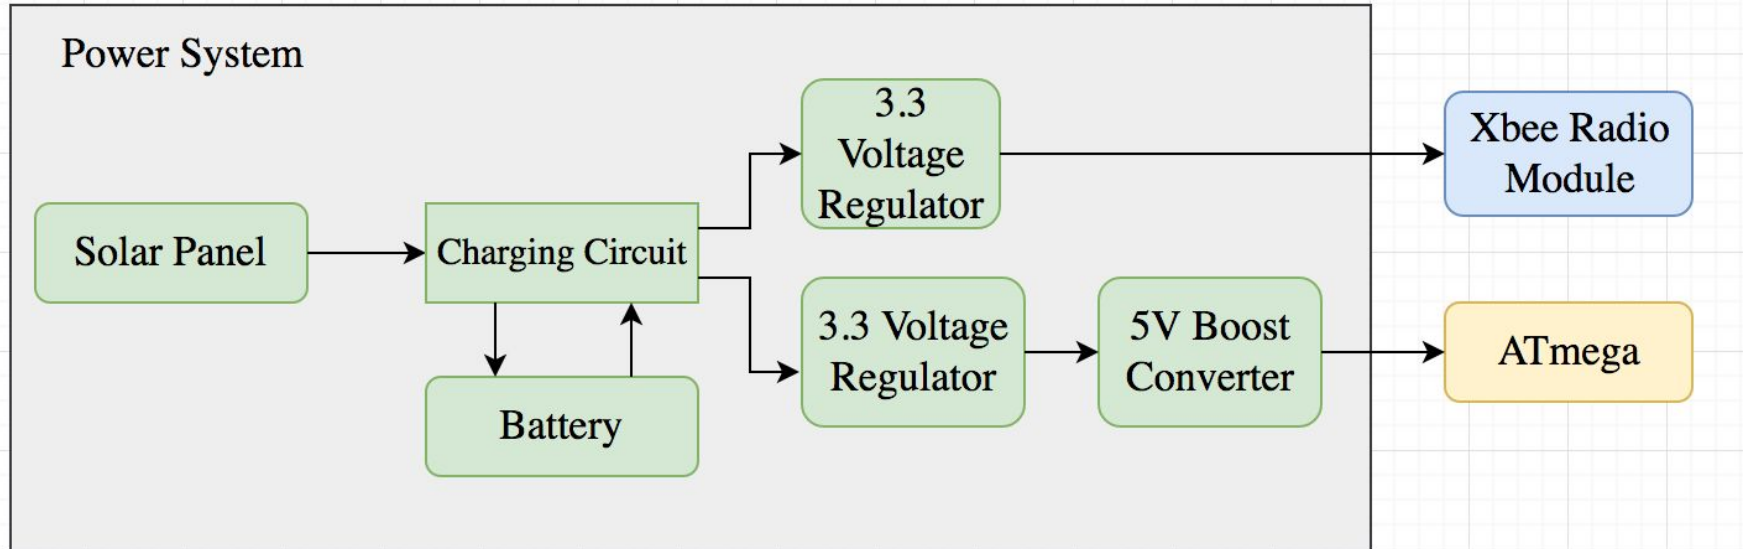 Power System
3.3
Voltage
Regulator
Xbee Radio
Module
Solar Panel
Charging Circuit
3.3 Voltage
Regulator
5V Boost
Converter
ATmega
Battery